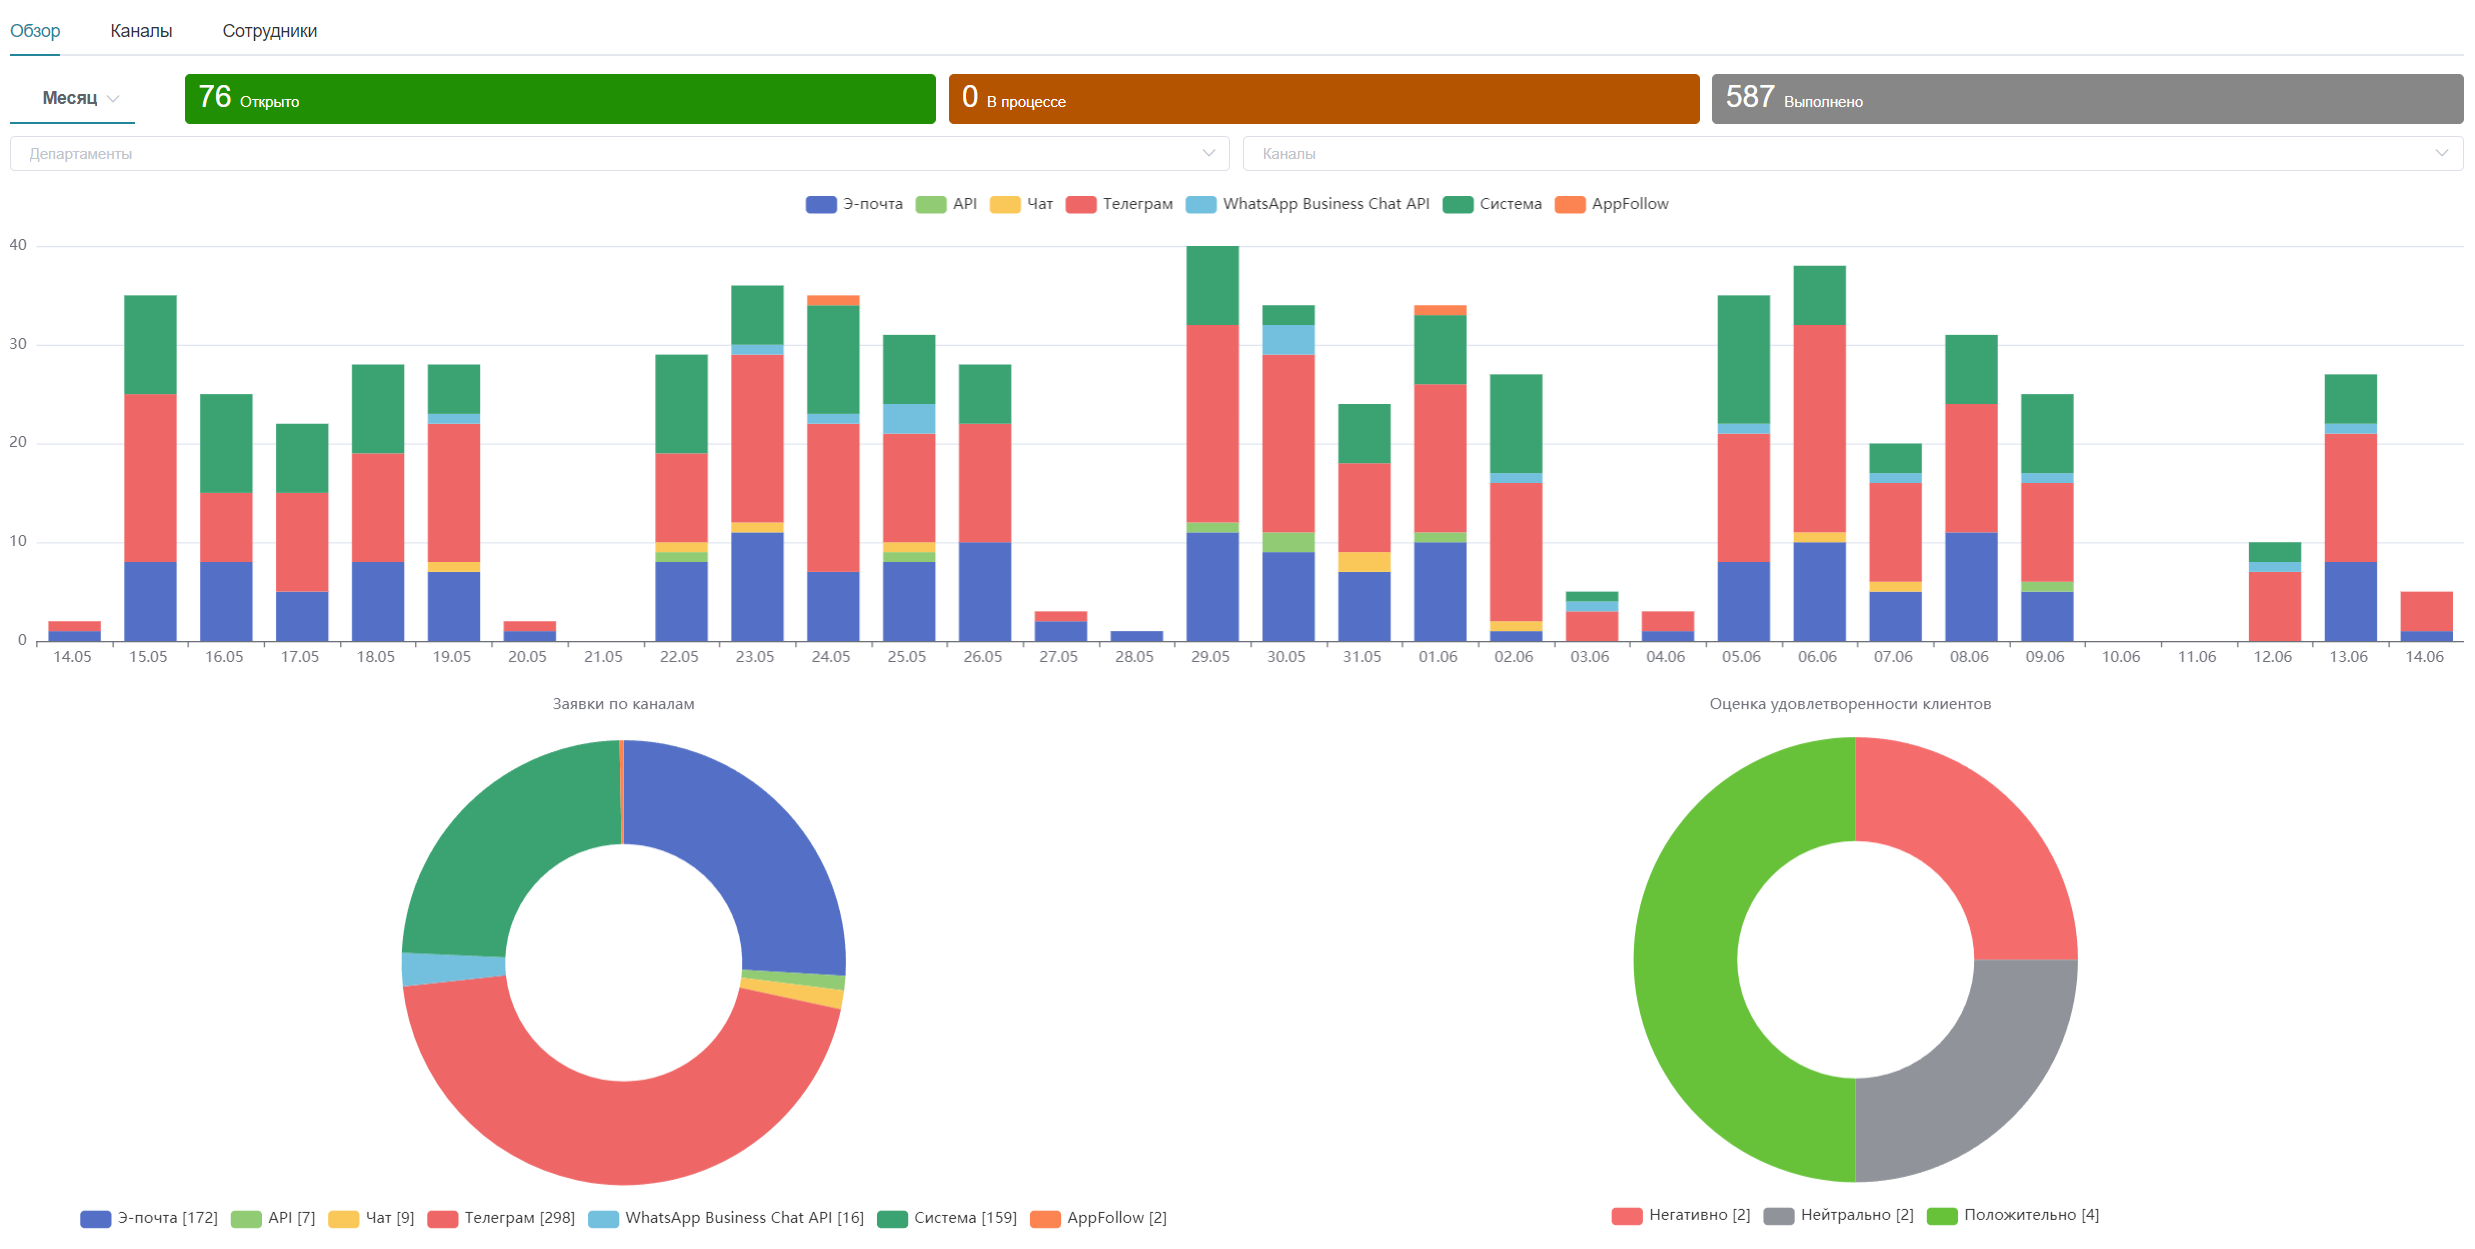 Обзор Каналы Сотрудники
Месяц 76 Открыто 0 В процессе 587 Выполнено
Департаменты Каналы
Э-почта API Чат Телеграм WhatsApp Business Chat API Система AppFollow
40
30
20
10
0
14.05 15.05 16.05 17.05 18.05 19.05 20.05 21.05 22.05 23.05 24.05 25.05 26.05 27.05 28.05 29.05 30.05 31.05 01.06 02.06 03.06 04.06 05.06 06.06 07.06 08.06 09.06 10.06 11.06 12.06 13.06 14.06
Заявки по каналам
Э-почта [172] API [7] Чат [9] Телеграм [298] WhatsApp Business Chat API [16] Система [159] AppFollow [2]
Оценка удовлетворенности клиентов
Негативно [2] Нейтрально [2] Положительно [4]